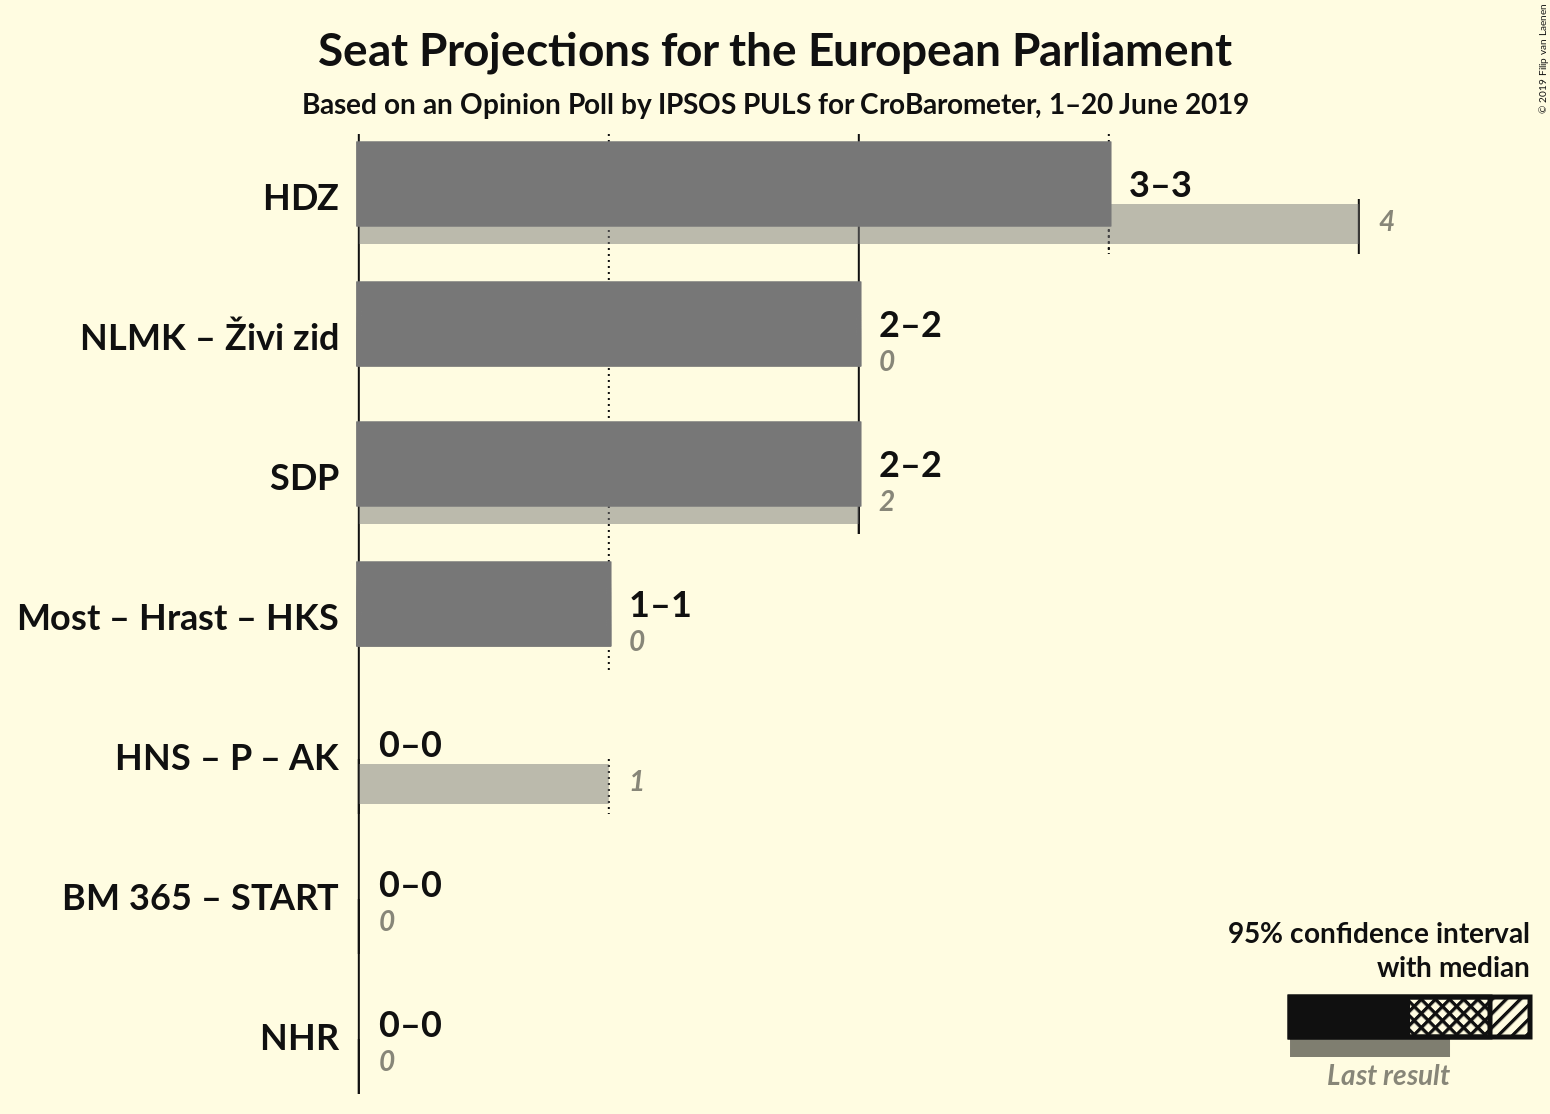 Seat Projections for the European Parliament
Based on an Opinion Poll by IPSOS PULS for CroBarometer, 1–20 June 2019
© 2019 Filip van Laenen
HDZ
3–3
4
NLMK – Živi zid
2–2
0
SDP
2–2
2
Most – Hrast – HKS
1–1
0
HNS – P – AK
0–0
1
BM 365 – START
0–0
0
NHR
0–0
0
95% confidence interval
with median
Last result